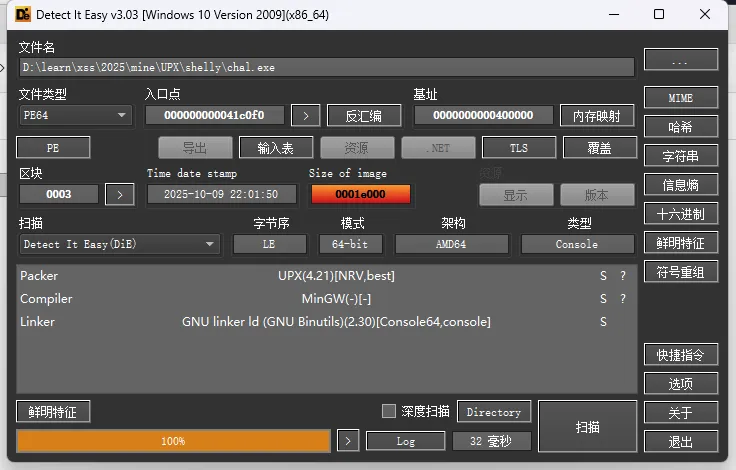 Detect It Easy v3.03 [Windows 10 Version 2009](x86_64)
文件名
D:\learn\xss\2025\mine\UPX\shelly\chal.exe
...
文件类型 入口点 基址
PE64 000000000041c0f0 > 反汇编 0000000000400000 内存映射
MIME
PE 导出 输入表 资源 .NET TLS 覆盖
哈希
区块 Time date stamp Size of image 资源
字符串
0003 > 2025-10-09 22:01:50 0001e000 显示 版本
信息熵
扫描 字节序 模式 架构 类型
十六进制
Detect It Easy(DiE) LE 64-bit AMD64 Console
鲜明特征
Packer UPX(4.21)[NRV,best] S ?
符号重组
Compiler MinGW(-)[-] S ?
Linker GNU linker ld (GNU Binutils)(2.30)[Console64,console] S
快捷指令
选项
鲜明特征 深度扫描 Directory 扫描
关于
100% > Log 32 毫秒
退出